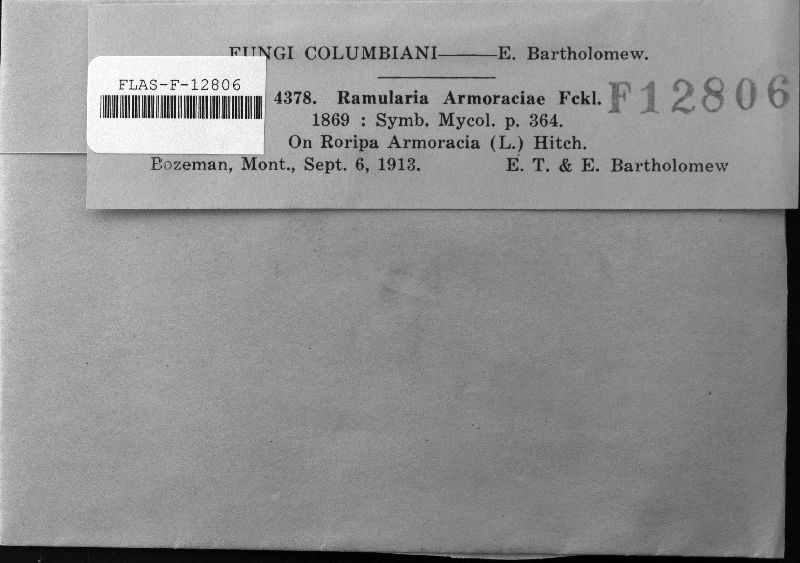 FUNGI COLUMBIANI——E. Bartholomew.
FLAS-F-12806
4378. Ramularia Armoraciae Fckl.
F12806
1869 : Symb. Mycol. p. 364.
On Roripa Armoracia (L.) Hitch.
Bozeman, Mont., Sept. 6, 1913. E. T. & E. Bartholomew